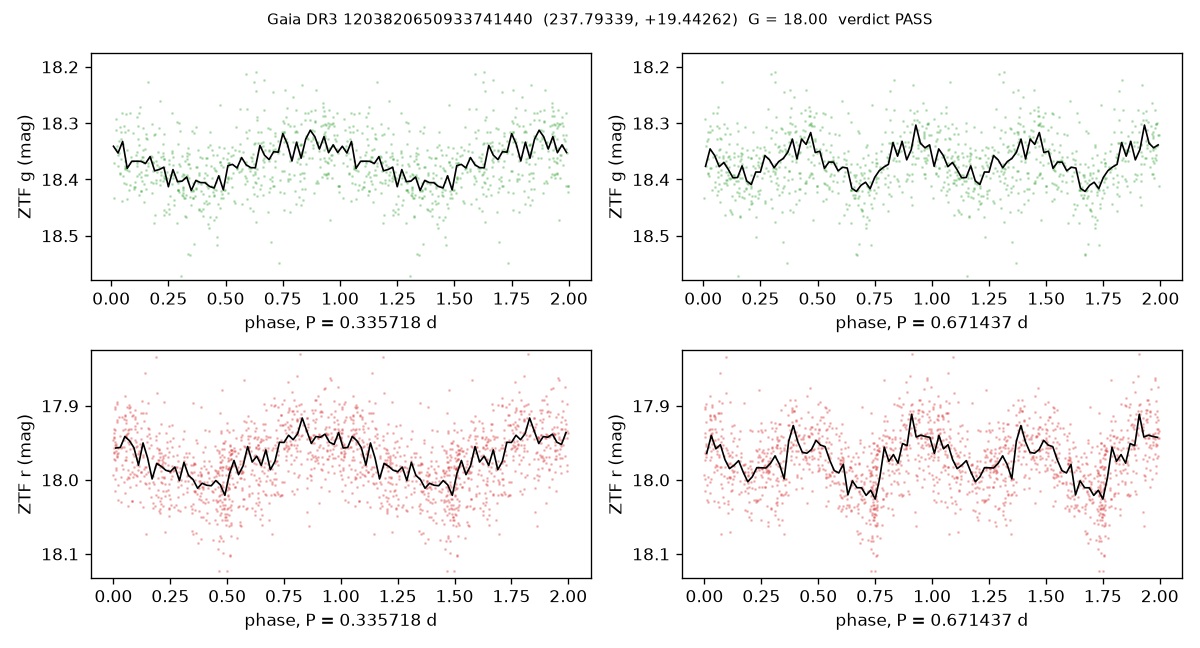 Gaia DR3 1203820650933741440 (237.79339, +19.44262) G = 18.00 verdict PASS
ZTF g (mag)
18.2
18.3
18.4
18.5
0.00 0.25 0.50 0.75 1.00 1.25 1.50 1.75 2.00
phase, P = 0.335718 d
ZTF g (mag)
18.2
18.3
18.4
18.5
0.00 0.25 0.50 0.75 1.00 1.25 1.50 1.75 2.00
phase, P = 0.671437 d
ZTF r (mag)
17.9
18.0
18.1
0.00 0.25 0.50 0.75 1.00 1.25 1.50 1.75 2.00
phase, P = 0.335718 d
ZTF r (mag)
17.9
18.0
18.1
0.00 0.25 0.50 0.75 1.00 1.25 1.50 1.75 2.00
phase, P = 0.671437 d